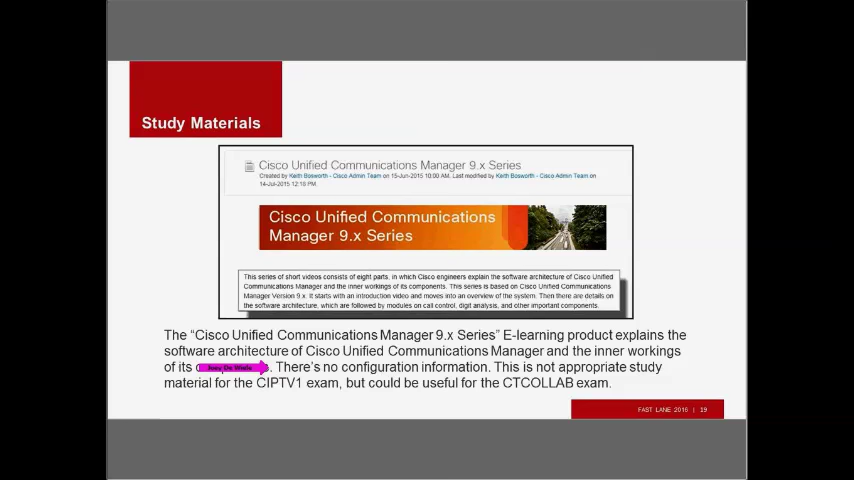 Study Materials
Cisco Unified Communications Manager 9.x Series
Created by Keith Bosworth - Cisco Admin Team on 15-Jun-2015 10:00 AM. Last modified by Keith Bosworth - Cisco Admin Team on
14-Jul-2015 12:18 PM
Cisco Unified Communications
Manager 9.x Series
This series of short videos consists of eight parts, in which Cisco engineers explain the software architecture of Cisco Unified
Communications Manager and the inner workings of its components. This series is based on Cisco Unified Communications
Manager Version 9.x. It starts with an introduction video and moves into an overview of the system. Then there are details on
the software architecture, which are followed by modules on call control, digit analysis, and other important components.
The “Cisco Unified Communications Manager 9.x Series” E-learning product explains the
software architecture of Cisco Unified Communications Manager and the inner workings
of its . There’s no configuration information. This is not appropriate study
material for the CIPTV1 exam, but could be useful for the CTCOLLAB exam.
FAST LANE 2016 | 19